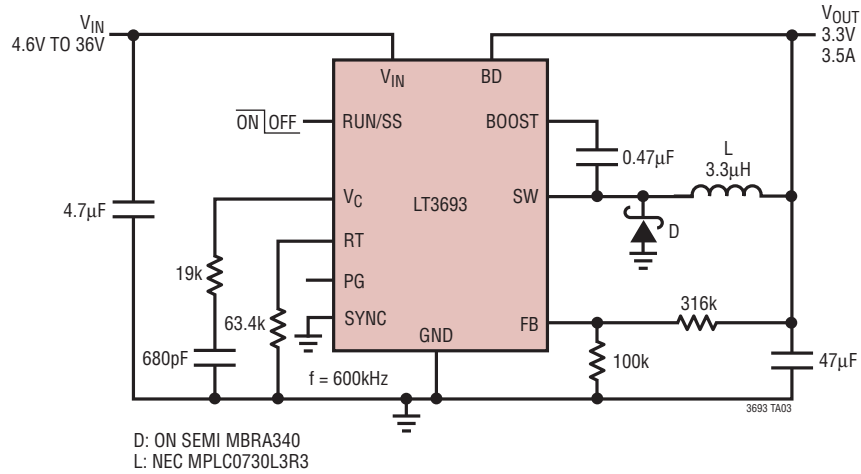 VIN
4.6V TO 36V
VOUT
3.3V
3.5A
VIN
BD
ON OFF
RUN/SS
BOOST
0.47µF
L
3.3µH
4.7µF
VC
LT3693
SW
D
RT
19k
PG
63.4k
SYNC
GND
FB
316k
680pF
f = 600kHz
100k
47µF
3693 TA03
D: ON SEMI MBRA340
L: NEC MPLC0730L3R3